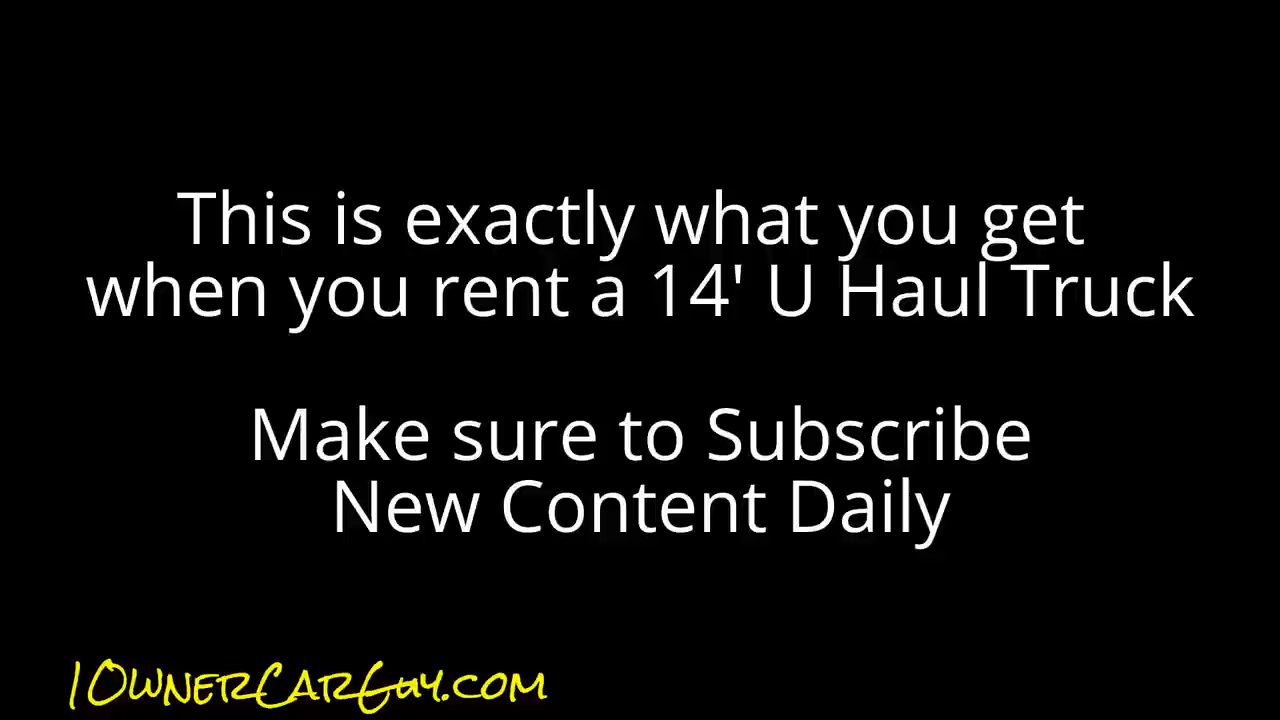 This is exactly what you get
when you rent a 14' U Haul Truck
Make sure to Subscribe
New Content Daily
1OwnerCarGuy.com